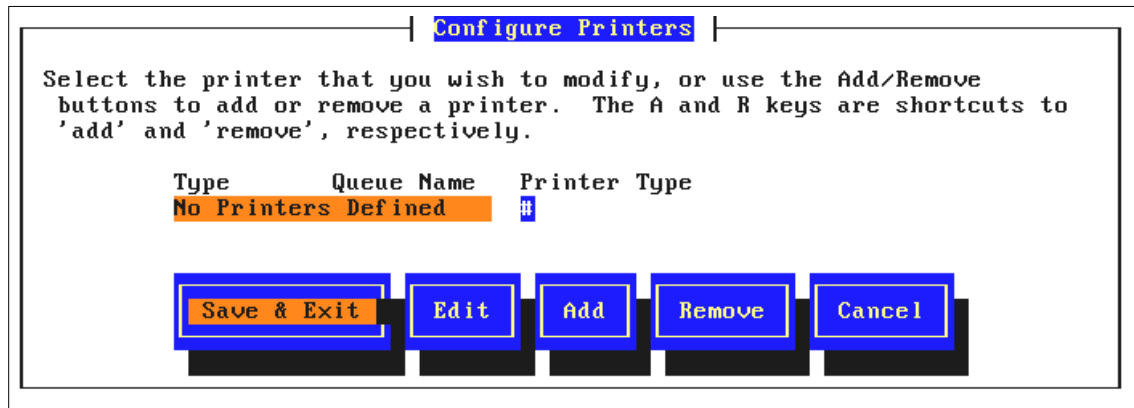 Configure Printers
Select the printer that you wish to modify, or use the Add/Remove
buttons to add or remove a printer.  The A and R keys are shortcuts to
'add' and 'remove', respectively.
Type Queue Name Printer Type
No Printers Defined #
Save & Exit Edit Add Remove Cancel